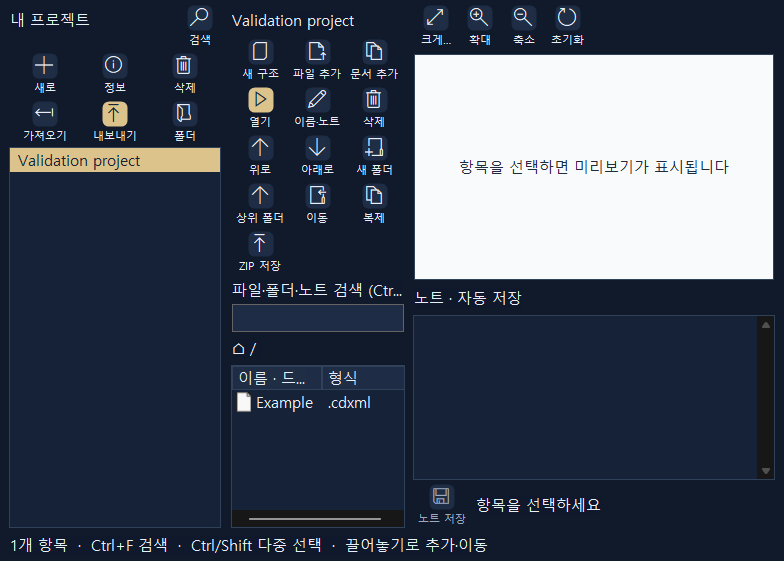 내 프로젝트
검색
새로 정보 삭제
가져오기 내보내기 폴더
Validation project
Validation project
새 구조 파일 추가 문서 추가
열기 이름·노트 삭제
위로 아래로 새 폴더
상위 폴더 이동 복제
ZIP 저장
파일·폴더·노트 검색 (Ctr...
/
이름 · 드... 형식
Example .cdxml
크게... 확대 축소 초기화
항목을 선택하면 미리보기가 표시됩니다
노트 · 자동 저장
노트 저장 항목을 선택하세요
1개 항목 · Ctrl+F 검색 · Ctrl/Shift 다중 선택 · 끌어놓기로 추가·이동